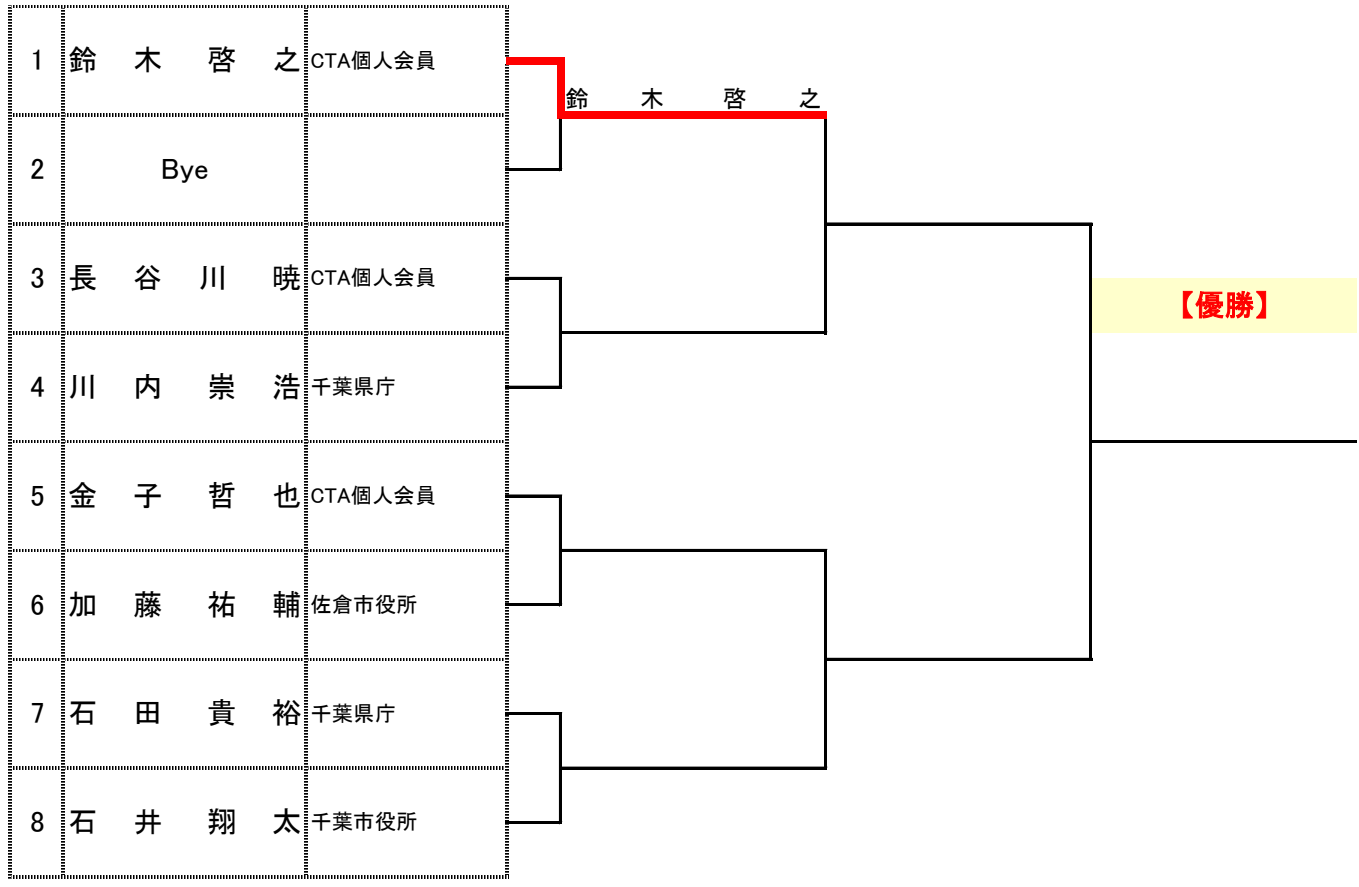 1 鈴木啓之 CTA個人会員
鈴木啓之
2 Bye
3 長谷川暁 CTA個人会員
【優勝】
4 川内崇浩 千葉県庁
5 金子哲也 CTA個人会員
6 加藤祐輔 佐倉市役所
7 石田貴裕 千葉県庁
8 石井翔太 千葉市役所